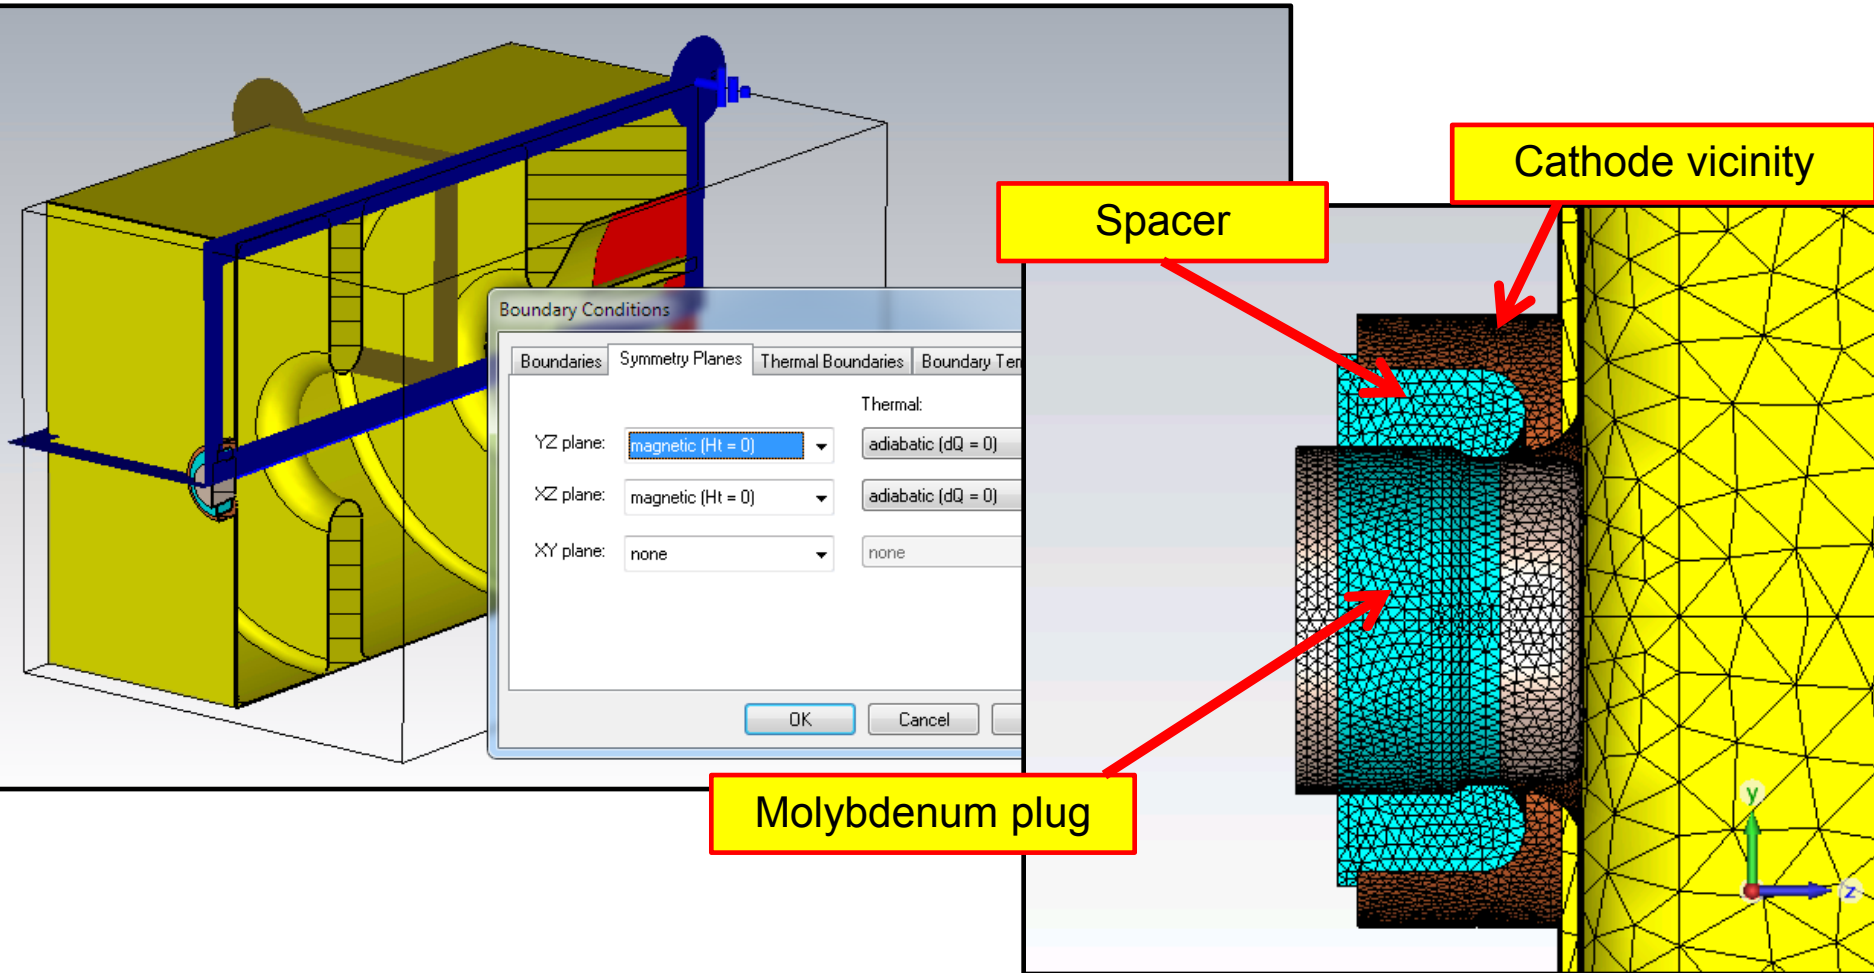 Cathode vicinity
Spacer
Boundary Conditions
Boundaries Symmetry Planes Thermal Boundaries Boundary
Thermal:
YZ plane: magnetic (Ht = 0) adiabatic (dQ = 0)
XZ plane: magnetic (Ht = 0) adiabatic (dQ = 0)
XY plane: none none
OK Cancel
Molybdenum plug
y
z